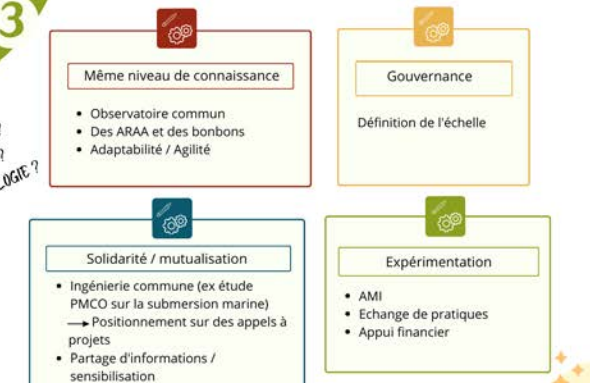 3
?
?
LOGIE ?
Même niveau de connaissance
• Observatoire commun
• Des ARAA et des bonbons
• Adaptabilité / Agilité
Gouvernance
Définition de l'échelle
Solidarité / mutualisation
• Ingénierie commune (ex étude
PMCO sur la submersion marine)
→ Positionnement sur des appels à
projets
• Partage d'informations /
sensibilisation
Expérimentation
• AMI
• Echange de pratiques
• Appui financier